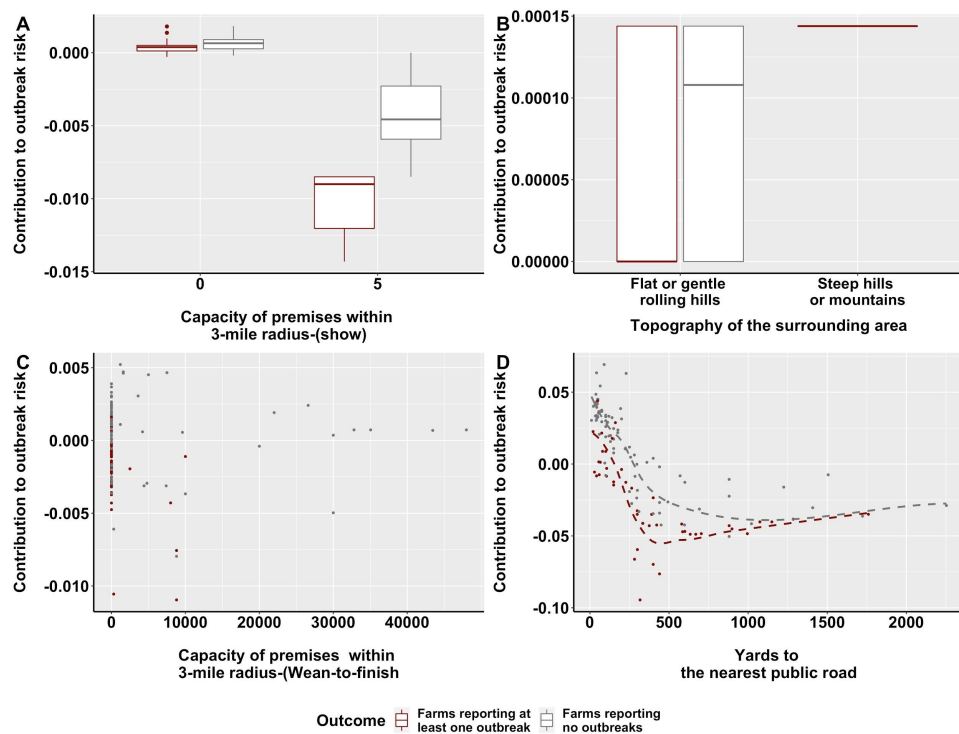 A
Contribution to outbreak risk
0.000
-0.005
-0.010
-0.015
0
5
Capacity of premises within
3-mile radius-(show)
B
Contribution to outbreak risk
0.00015
0.00010
0.00005
0.00000
Flat or gentle
rolling hills
Steep hills
or mountains
Topography of the surrounding area
C
Contribution to outbreak risk
0.005
0.000
-0.005
-0.010
0
10000
20000
30000
40000
Capacity of premises within
3-mile radius-(Wean-to-finish
D
Contribution to outbreak risk
0.05
0.00
-0.05
-0.10
0
500
1000
1500
2000
Yards to
the nearest public road
Outcome
Farms reporting at
least one outbreak
Farms reporting
no outbreaks